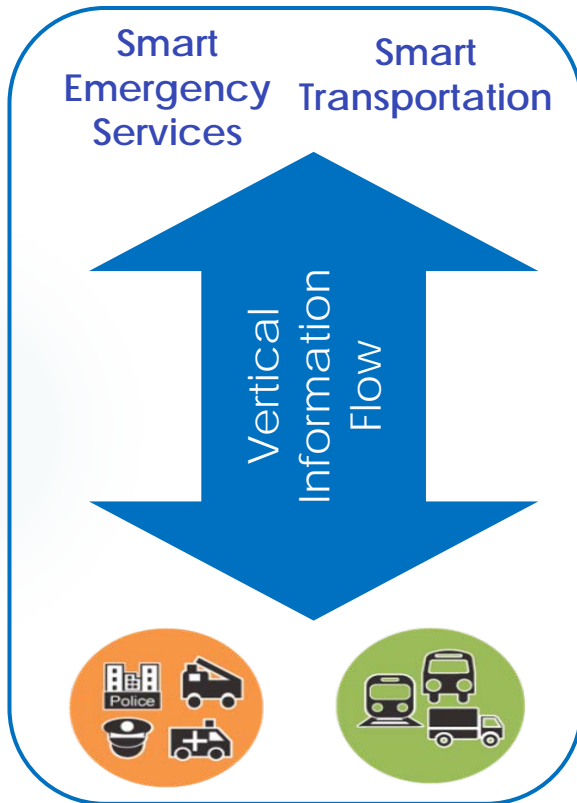 Smart
Emergency
Services
Smart
Transportation
Vertical
Information
Flow
Police